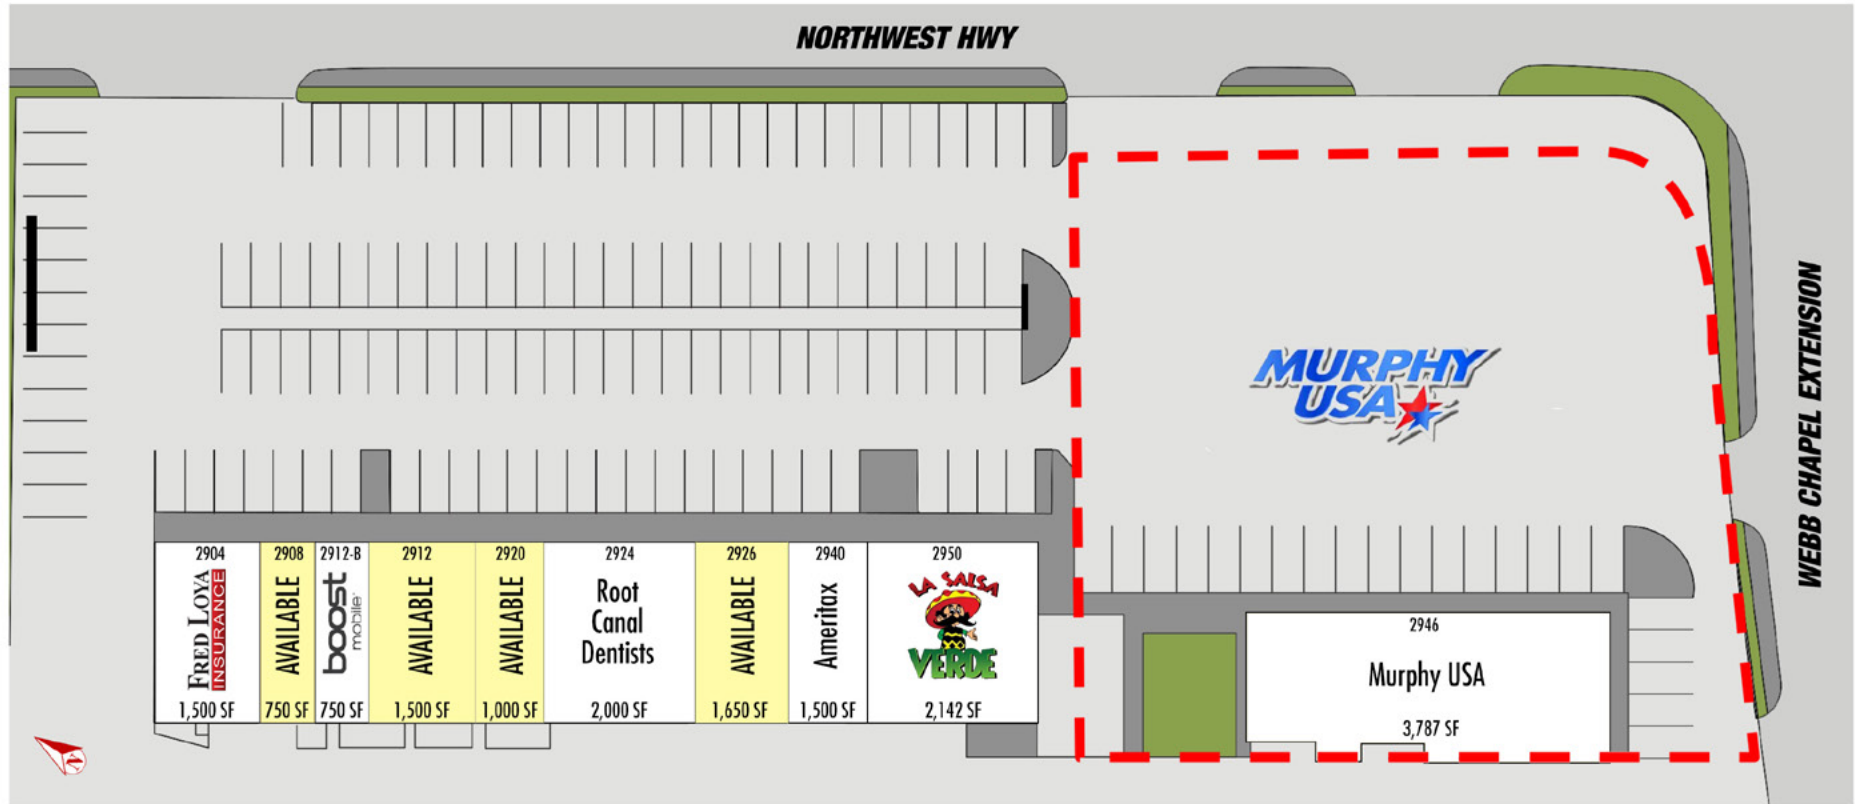 NORTHWEST HWY
WEBB CHAPEL EXTENSION
MURPHY
USA
2904
FRED LOYA
INSURANCE
1,500 SF
2908
AVAILABLE
750 SF
2912-B
boost
mobile
750 SF
2912
AVAILABLE
1,500 SF
2920
AVAILABLE
1,000 SF
2924
Root
Canal
Dentists
2,000 SF
2926
AVAILABLE
1,650 SF
2940
Ameritax
1,500 SF
2950
LA SALSA
VERDE
2,142 SF
2946
Murphy USA
3,787 SF
N